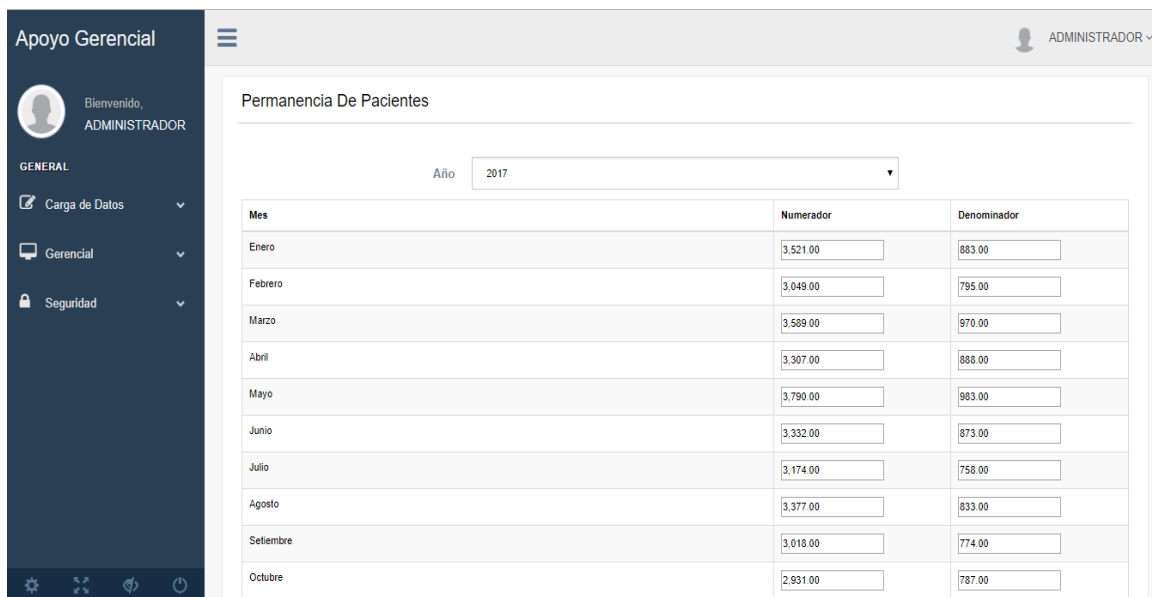 Apoyo Gerencial
ADMINISTRADOR
Bienvenido,
ADMINISTRADOR
GENERAL
Carga de Datos
Gerencial
Seguridad
Permanencia De Pacientes
Año 2017
Mes Numerador Denominador
Enero 3,521.00 883.00
Febrero 3,049.00 795.00
Marzo 3,589.00 970.00
Abril 3,307.00 888.00
Mayo 3,790.00 983.00
Junio 3,332.00 873.00
Julio 3,174.00 758.00
Agosto 3,377.00 833.00
Setiembre 3,018.00 774.00
Octubre 2,931.00 787.00